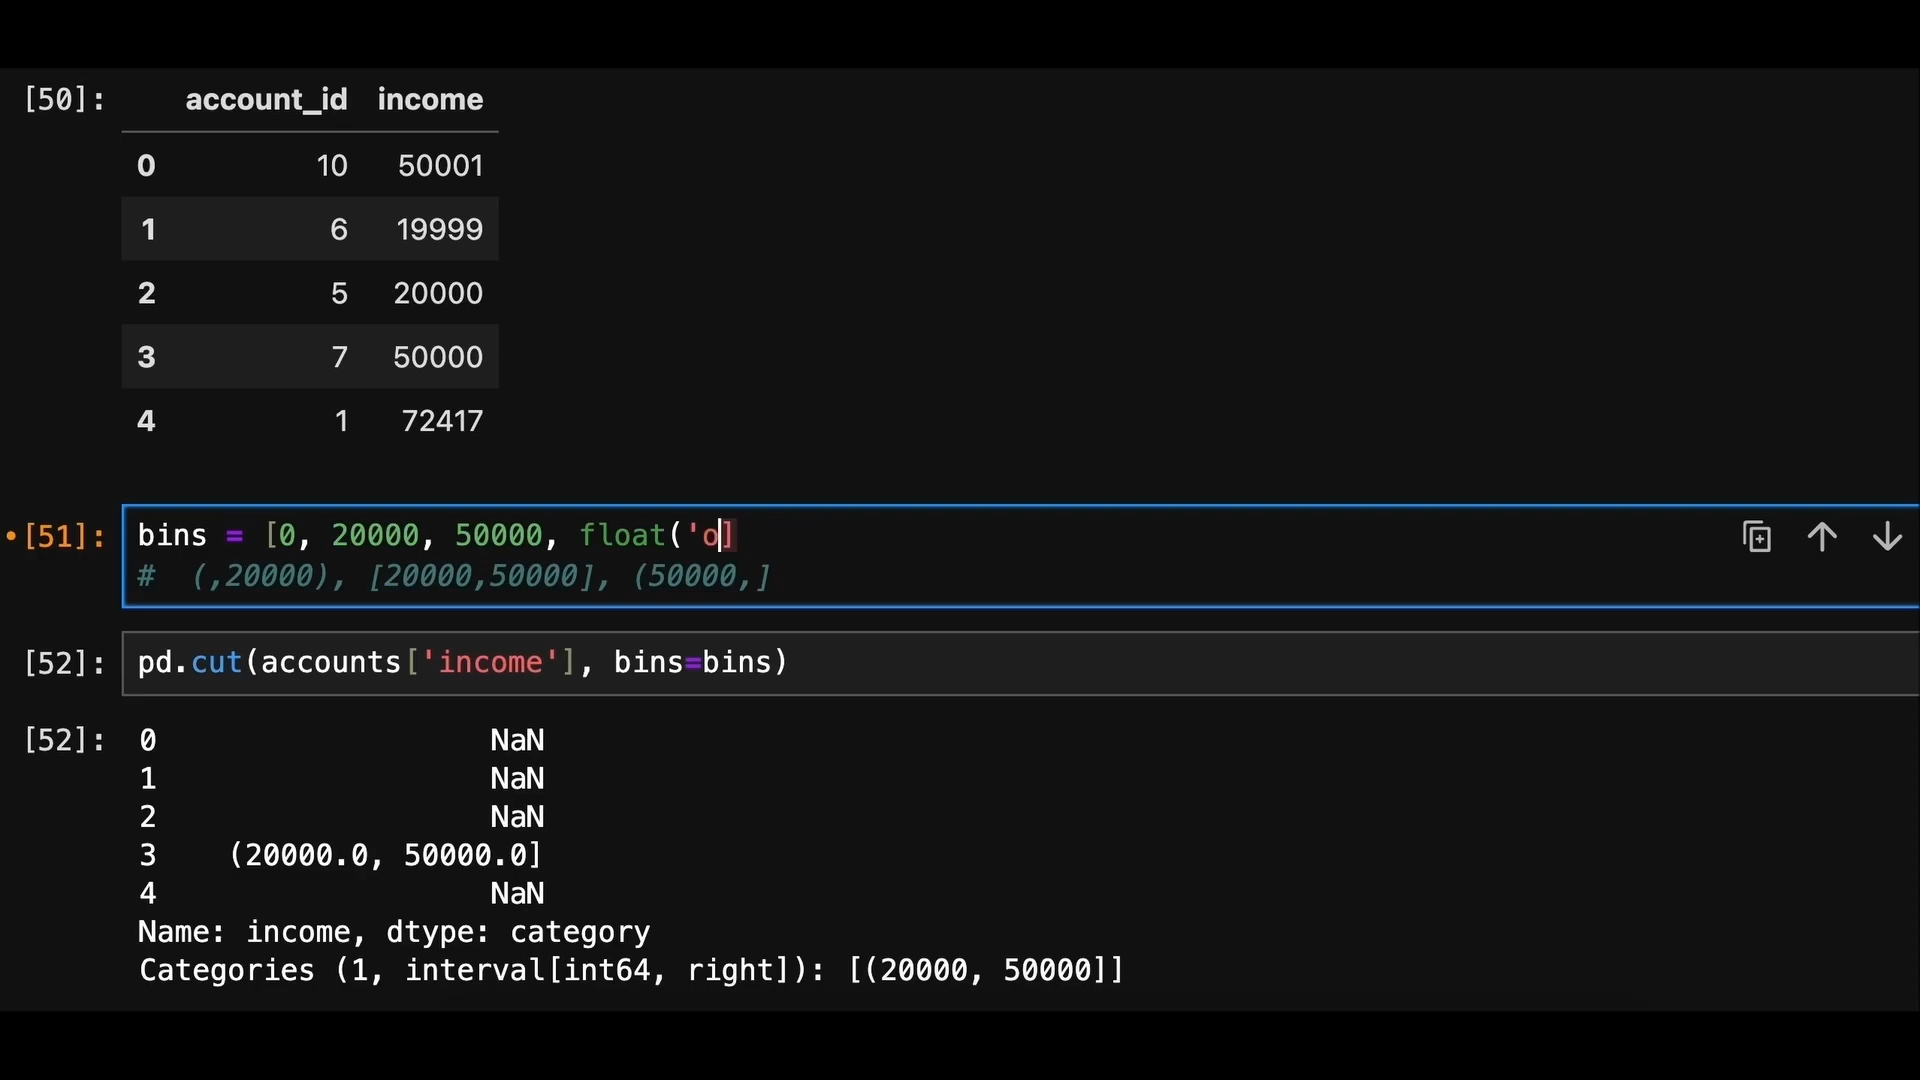 [50]: account_id income
0 10 50001
1 6 19999
2 5 20000
3 7 50000
4 1 72417
•[51]: bins = [0, 20000, 50000, float('o]
# (,20000), [20000,50000], (50000,]
[52]: pd.cut(accounts['income'], bins=bins)
[52]: 0 NaN
1 NaN
2 NaN
3 (20000.0, 50000.0]
4 NaN
Name: income, dtype: category
Categories (1, interval[int64, right]): [(20000, 50000]]